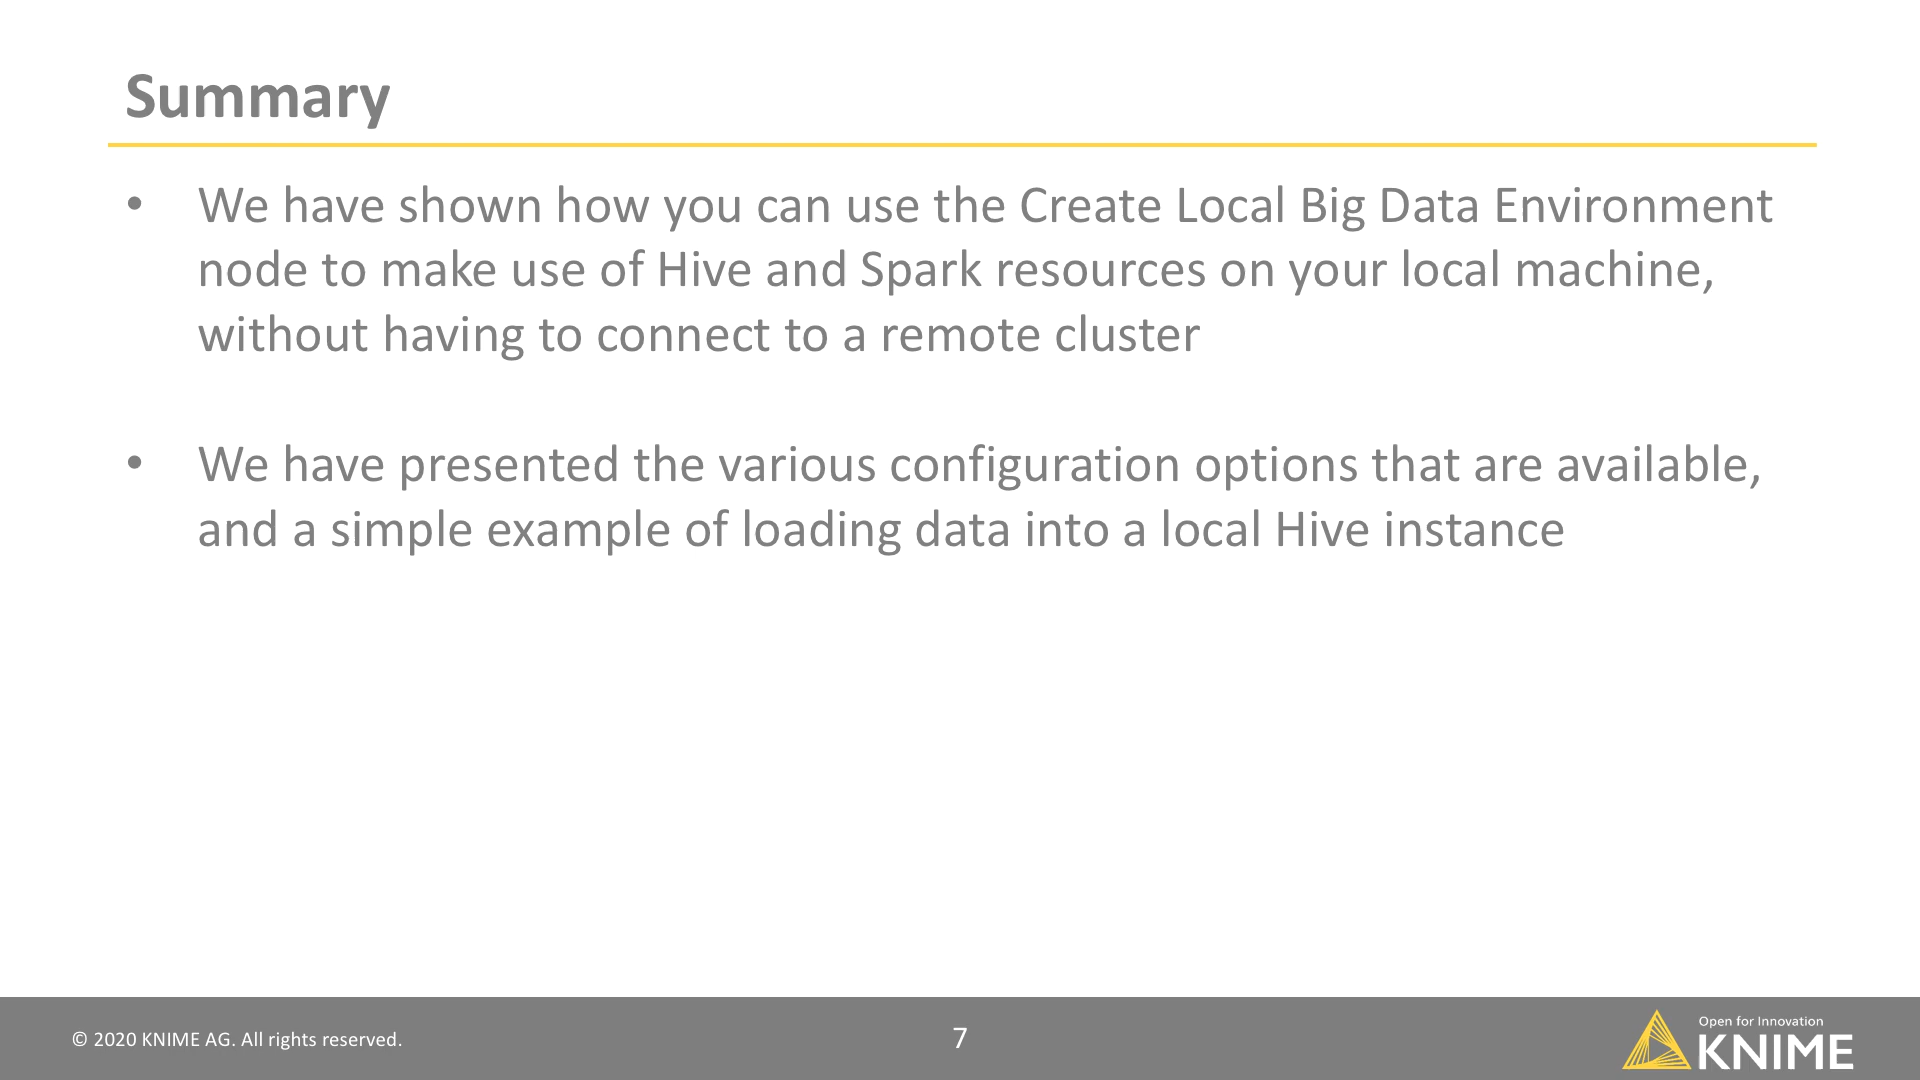 Summary
• We have shown how you can use the Create Local Big Data Environment
node to make use of Hive and Spark resources on your local machine,
without having to connect to a remote cluster
• We have presented the various configuration options that are available,
and a simple example of loading data into a local Hive instance
© 2020 KNIME AG. All rights reserved.
7
Open for Innovation
KNIME